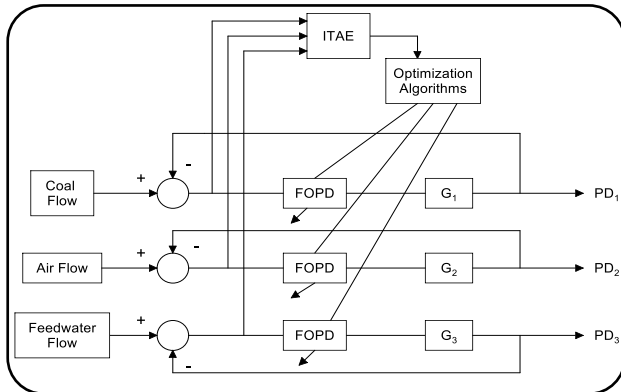 ITAE
Optimization
Algorithms
-
+
Coal
Flow
FOPD
G₁
PD₁
+
-
Air Flow
FOPD
G₂
PD₂
+
Feedwater
Flow
FOPD
G₃
PD₃
-